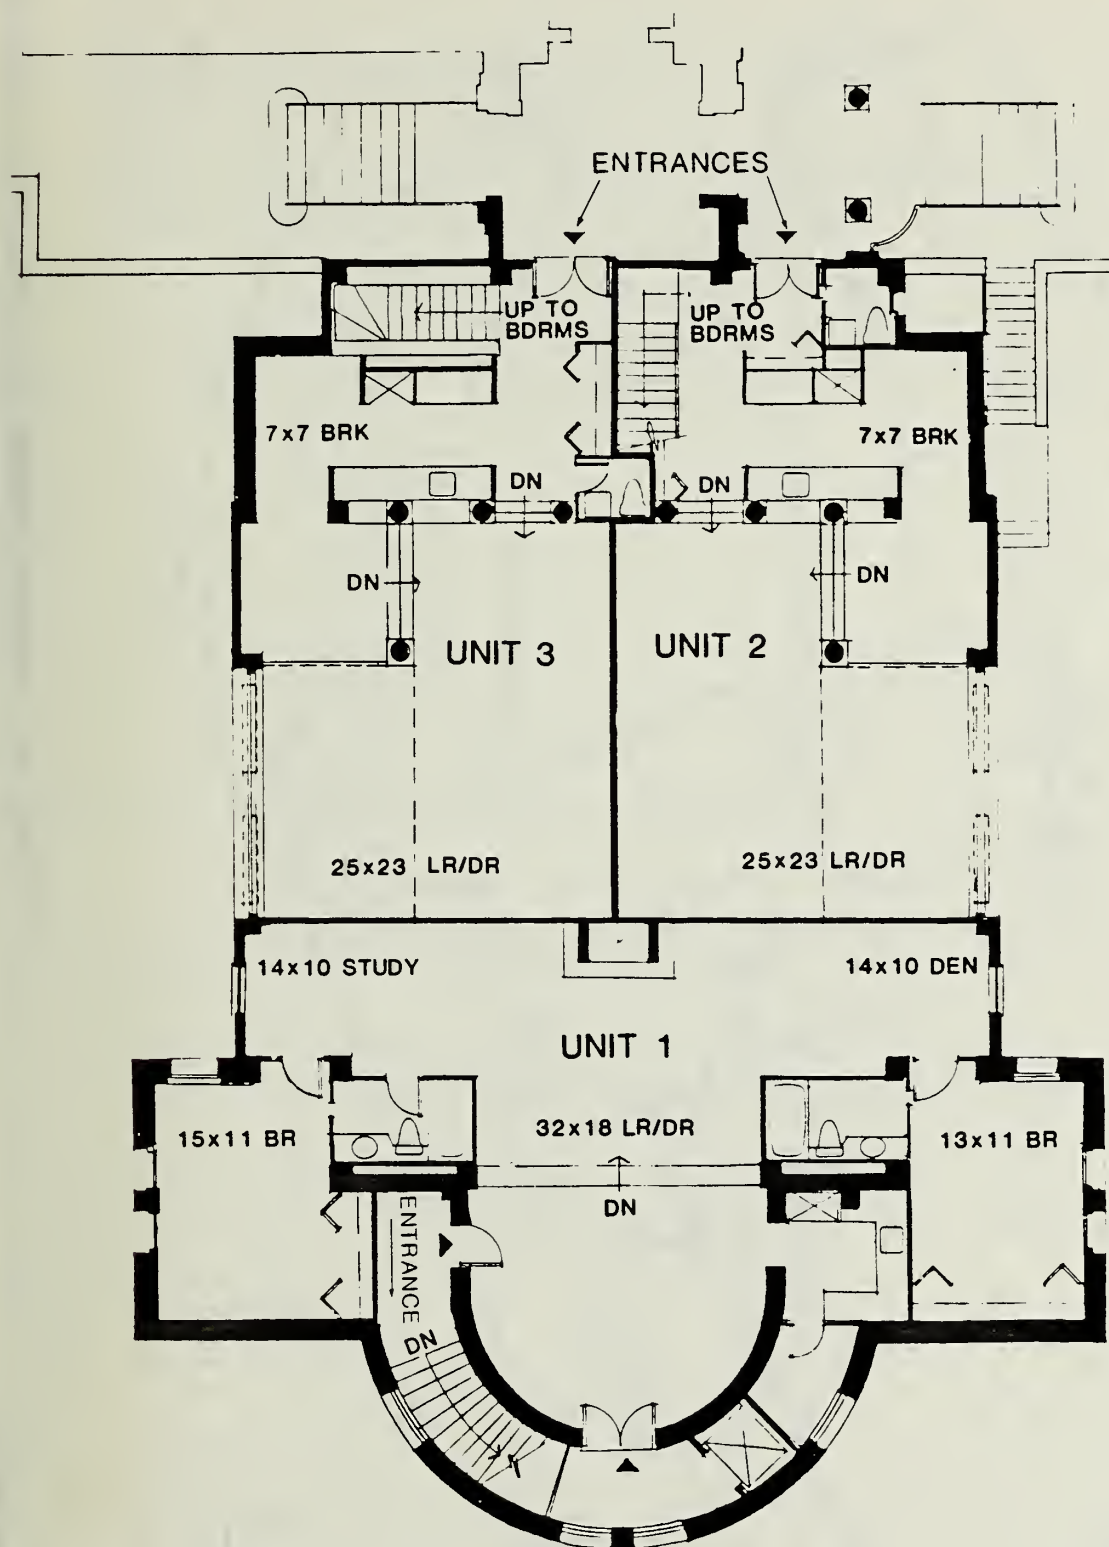 ENTRANCES
UP TO
BDRMS
UP TO
BDRMS
7x7 BRK
7x7 BRK
DN
DN
DN
DN
UNIT 3
UNIT 2
25x23 LR/DR
25x23 LR/DR
14x10 STUDY
14x10 DEN
UNIT 1
15x11 BR
32x18 LR/DR
13x11 BR
DN
ENTRANCE
DN